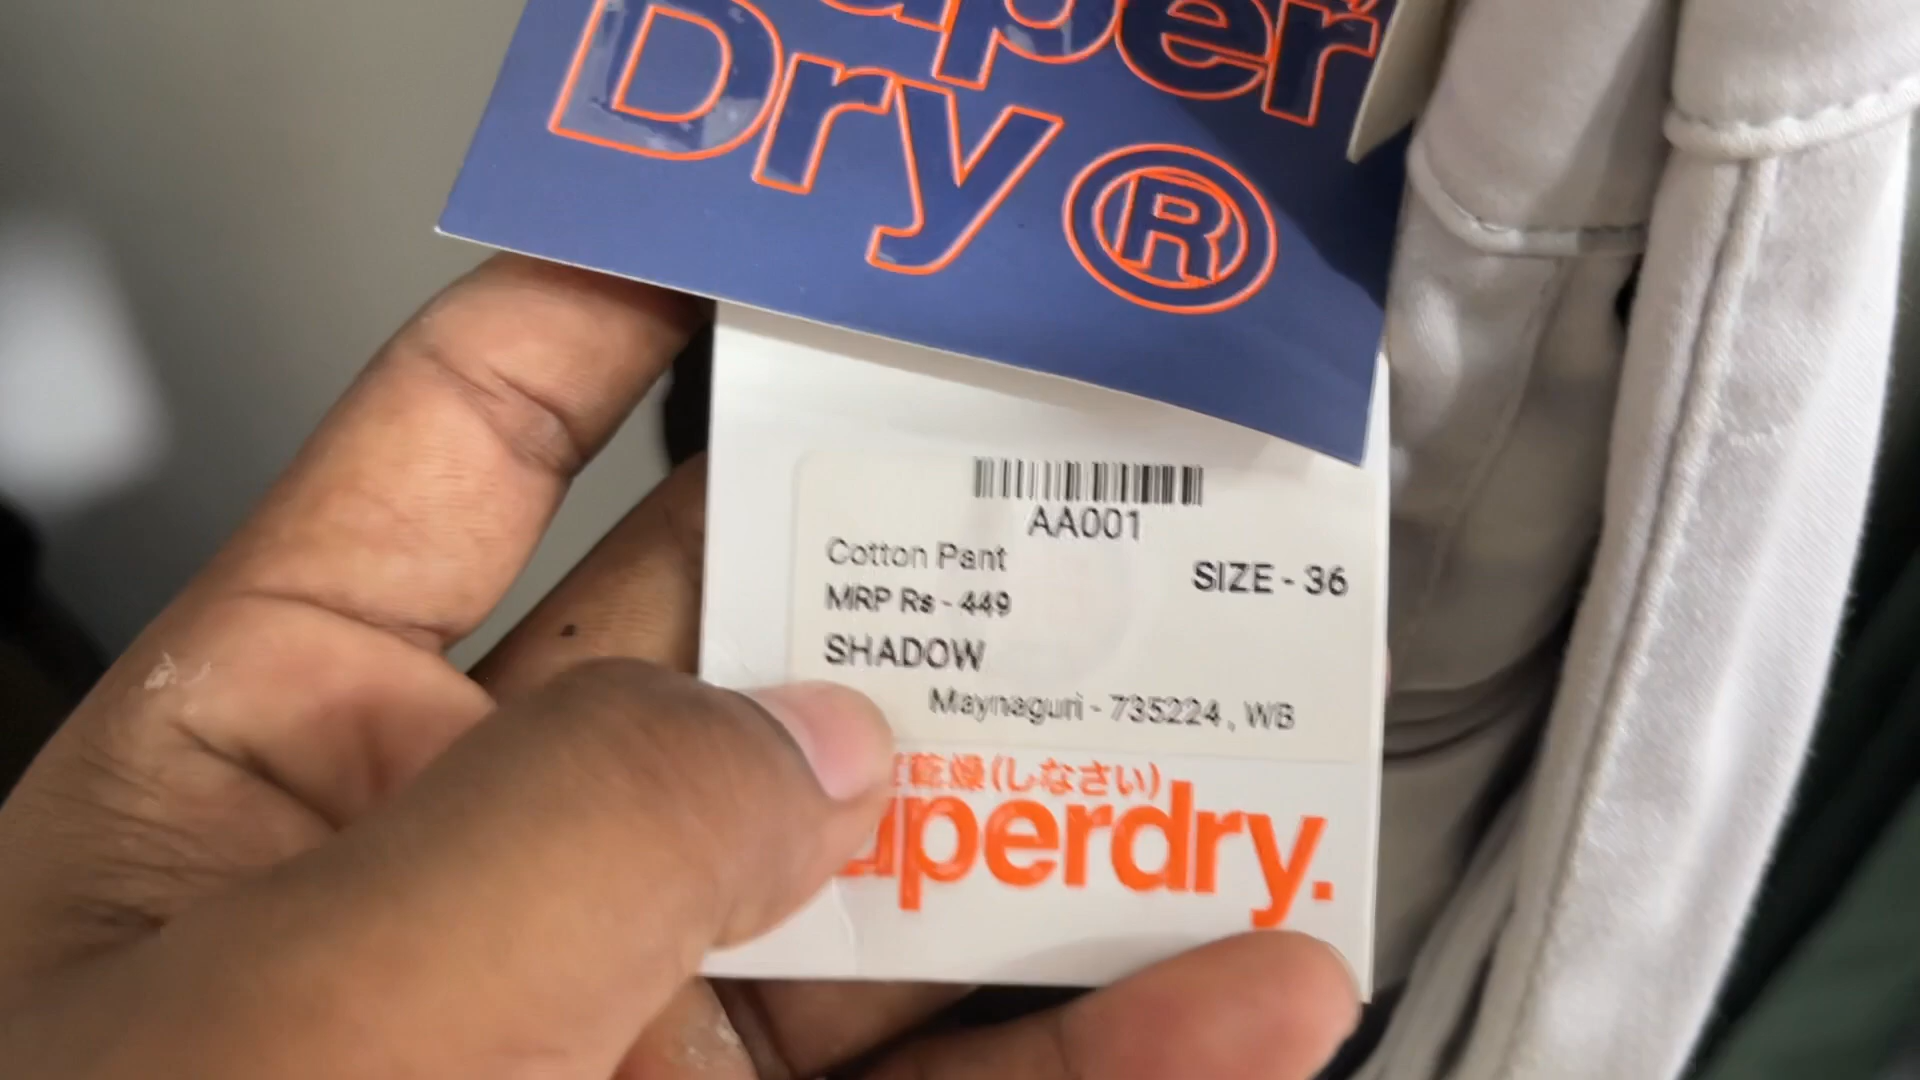 uper
Dry®
AA001
Cotton Pant
SIZE - 36
MRP Rs - 449
SHADOW
Maynaguri - 735224, WB
乾燥(しなさい)
uperdry.